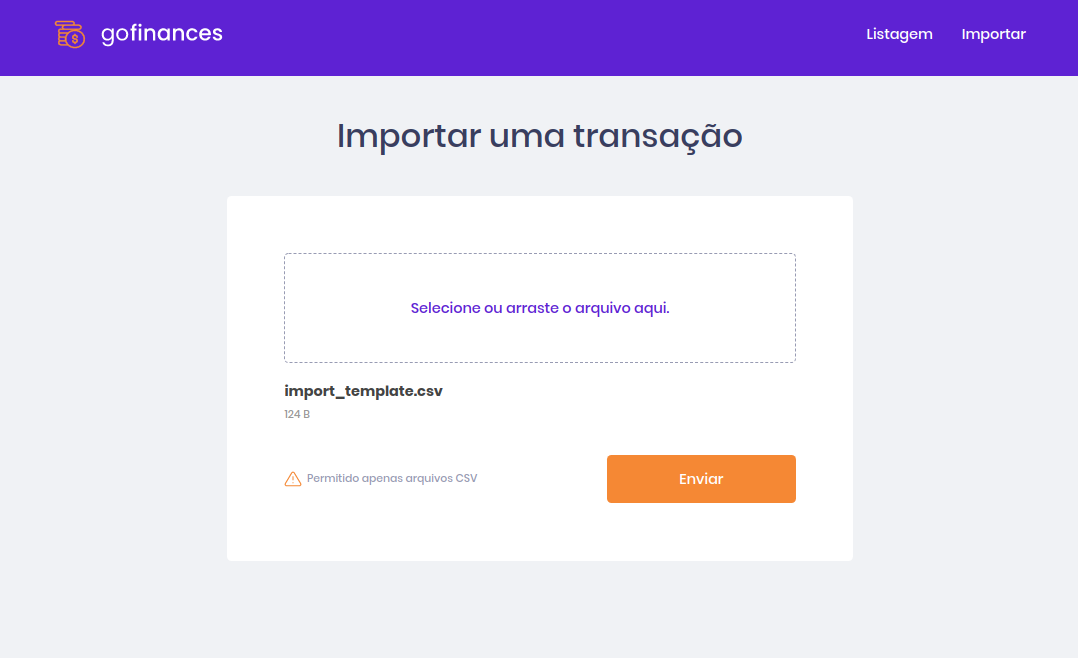 gofinances
Listagem
Importar
Importar uma transação
Selecione ou arraste o arquivo aqui.
import_template.csv
124 B
Permitido apenas arquivos CSV
Enviar